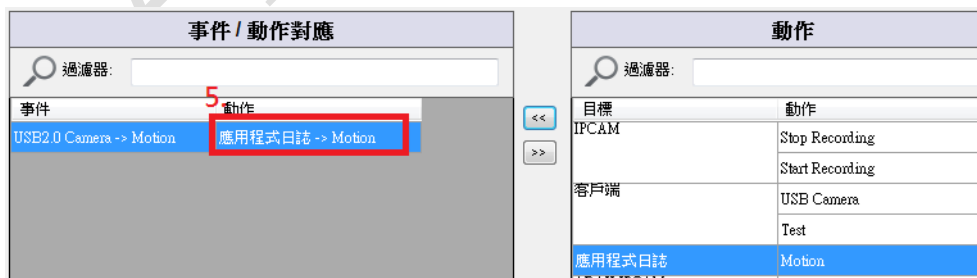 事件 / 動作對應
過濾器:
5.
事件 動作
USB2.0 Camera -> Motion 應用程式日誌 -> Motion
<<
>>
動作
過濾器:
目標 動作
IPCAM Stop Recording
Start Recording
客戶端 USB Camera
Test
應用程式日誌 Motion